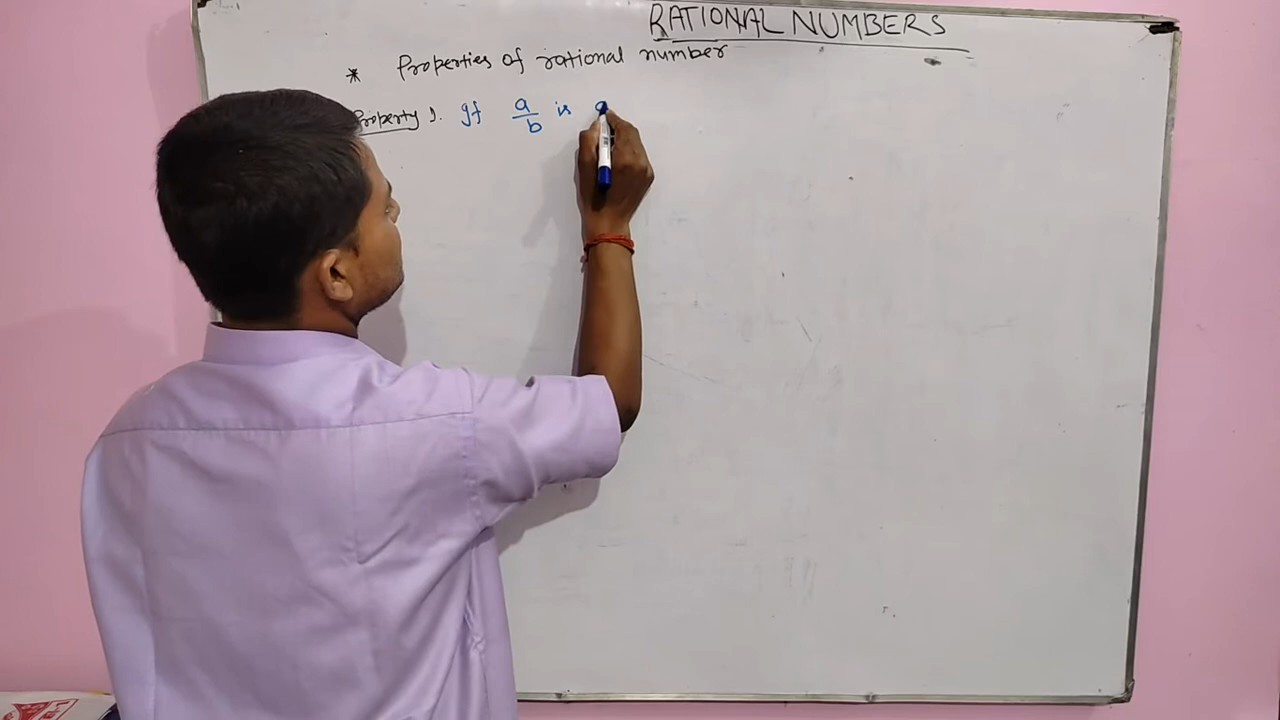 RATIONAL NUMBERS
* Properties of rational number
Property 1. If a/b is a